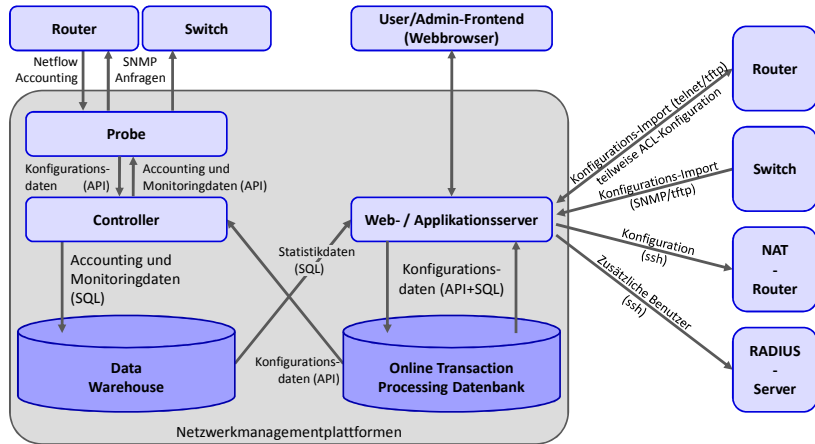 Router
Switch
User/Admin-Frontend
(Webbrowser)
Netflow
Accounting
SNMP
Anfragen
Router
Konfigurations-Import (telnet/tftp)
teilweise ACL-Konfiguration
Probe
Konfigurations-
daten (API)
Accounting und
Monitoringdaten (API)
Switch
Konfigurations-Import
(SNMP/tftp)
Controller
Web- / Applikationsserver
Konfiguration
(ssh)
NAT
-
Router
Accounting und
Monitoringdaten
(SQL)
Statistikdaten
(SQL)
Konfigurations-
daten (API+SQL)
Zusätzliche Benutzer
(ssh)
Data
Warehouse
Konfigurations-
daten (API)
Online Transaction
Processing Datenbank
RADIUS
-
Server
Netzwerkmanagementplattformen